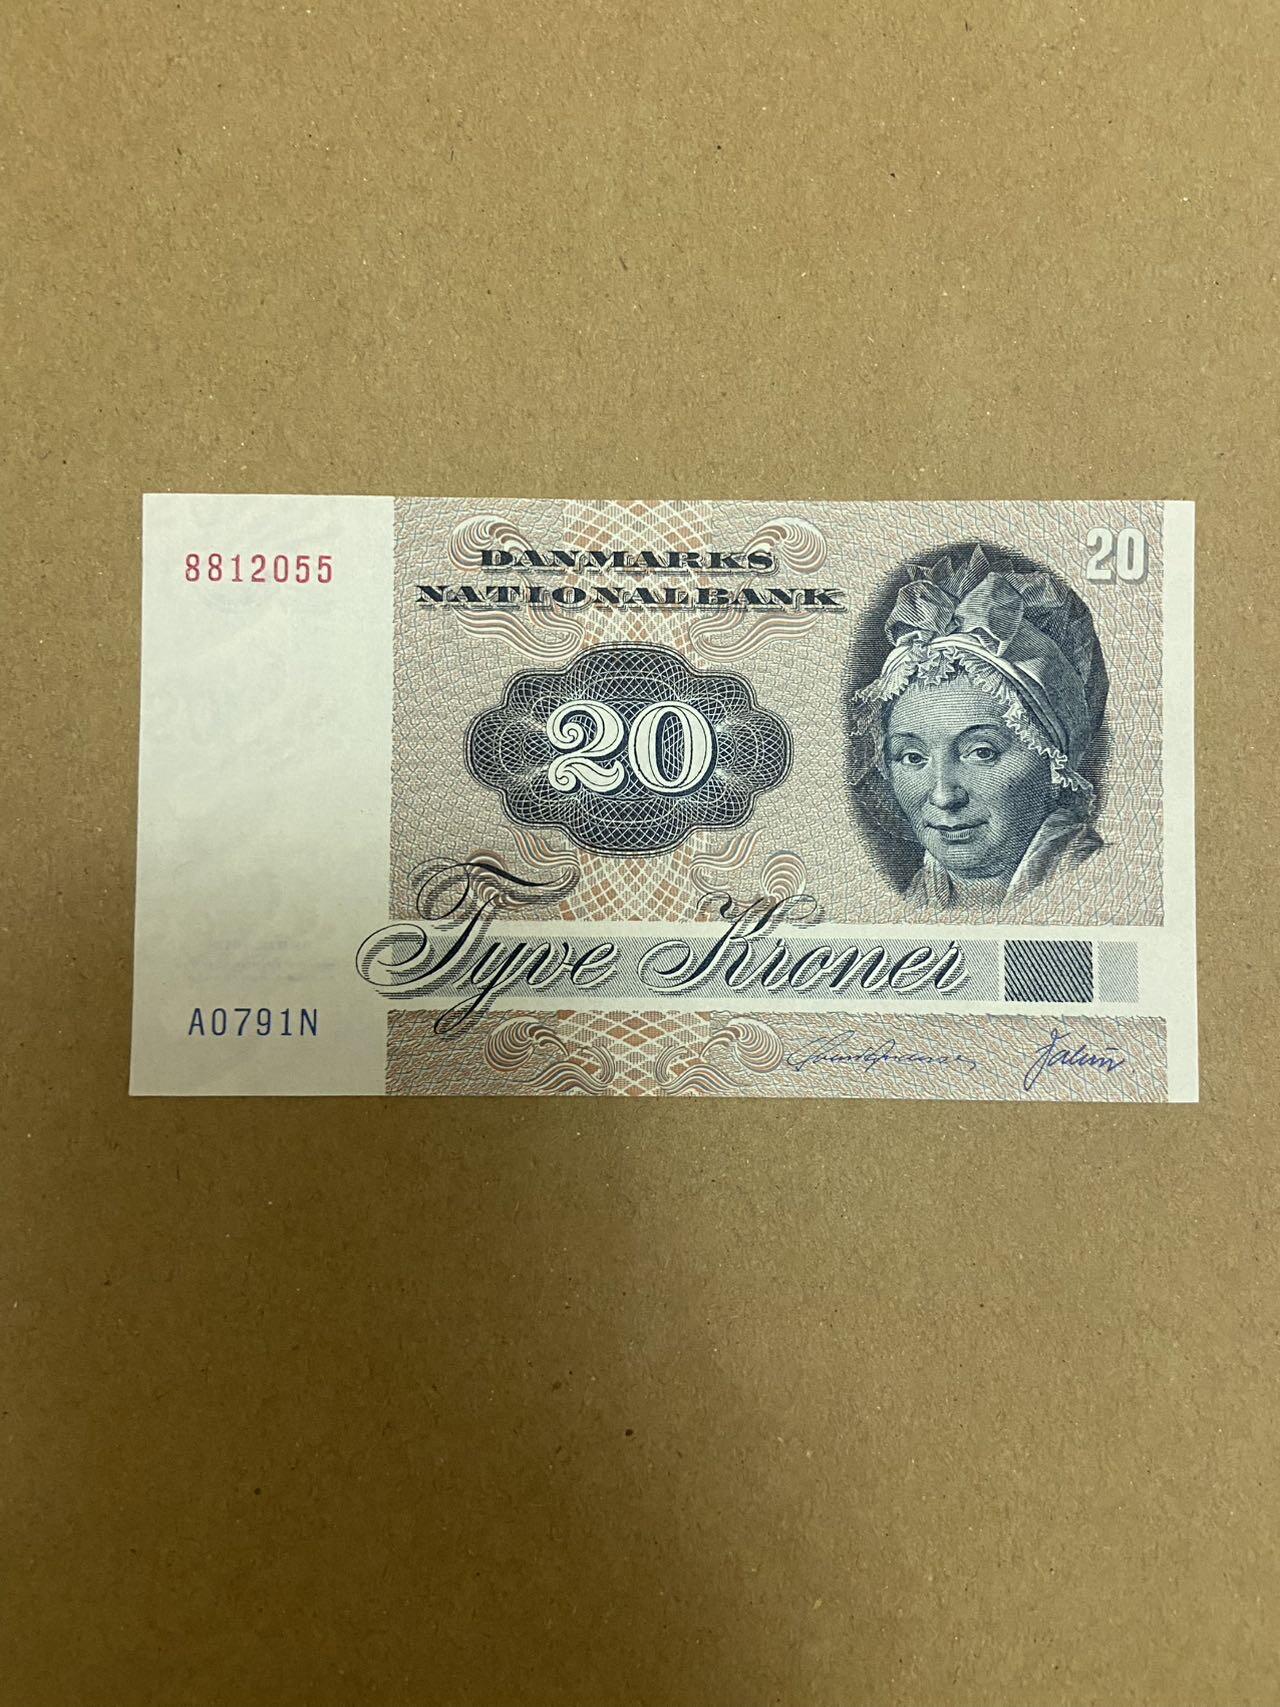 8812055
DANMARKS
NATIONALBANK
20
20
Tyve Kroner
A0791N